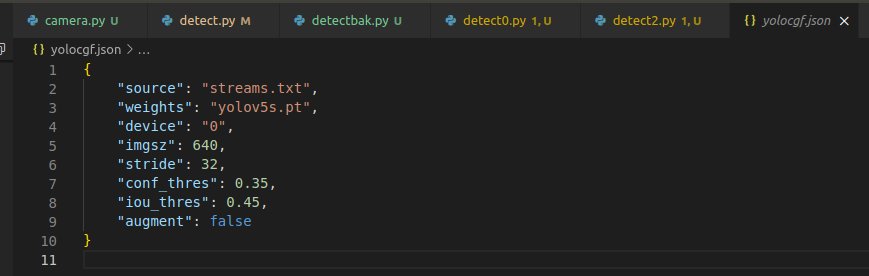 camera.py U detect.py M detectbak.py U detect0.py 1, U detect2.py 1, U {} yolocgf.json ×
{} yolocgf.json > ...
1 {
2 "source": "streams.txt",
3 "weights": "yolov5s.pt",
4 "device": "0",
5 "imgsz": 640,
6 "stride": 32,
7 "conf_thres": 0.35,
8 "iou_thres": 0.45,
9 "augment": false
10 }
11